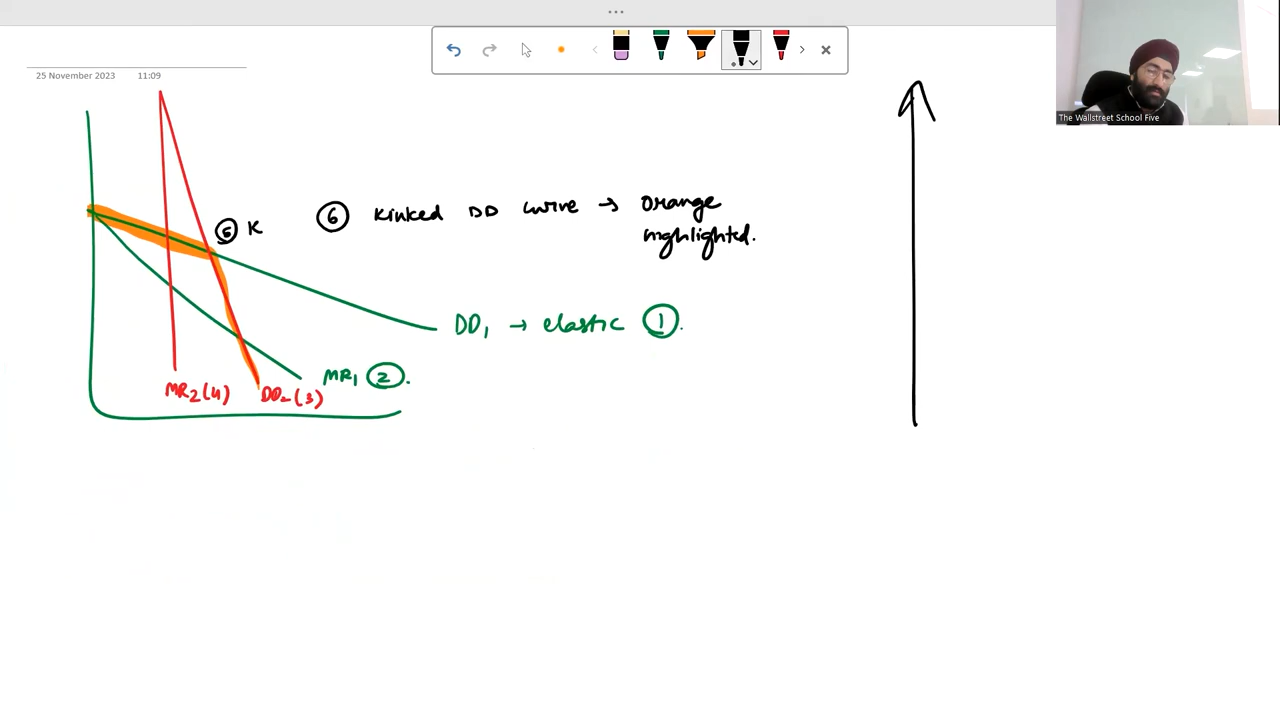 25 November 2023 11:09
The Wallstreet School Five
5 K
6 Kinked DD curve → Orange
highlighted.
DD1 → elastic 1.
MR1 2.
MR2(4) DD2(3)